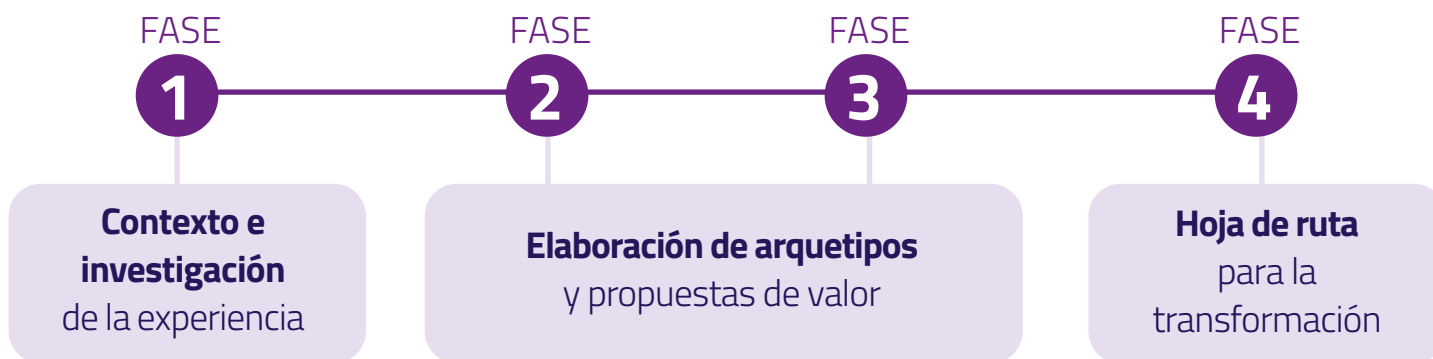 FASE
1
FASE
2
FASE
3
FASE
4
Contexto e
investigación
de la experiencia
Elaboración de arquetipos
y propuestas de valor
Hoja de ruta
para la
transformación